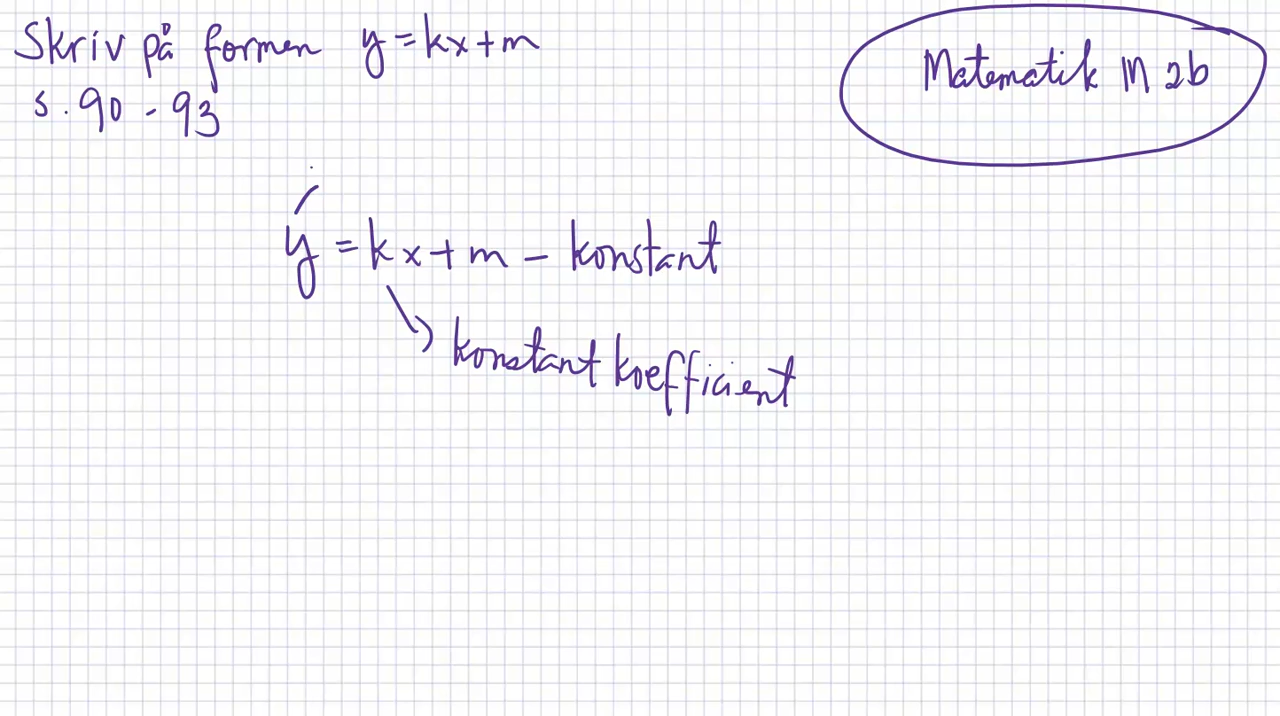 Skriv på formen y = kx + m
s. 90 - 93
Matematik M 2b
y = kx + m - konstant
konstant koefficient